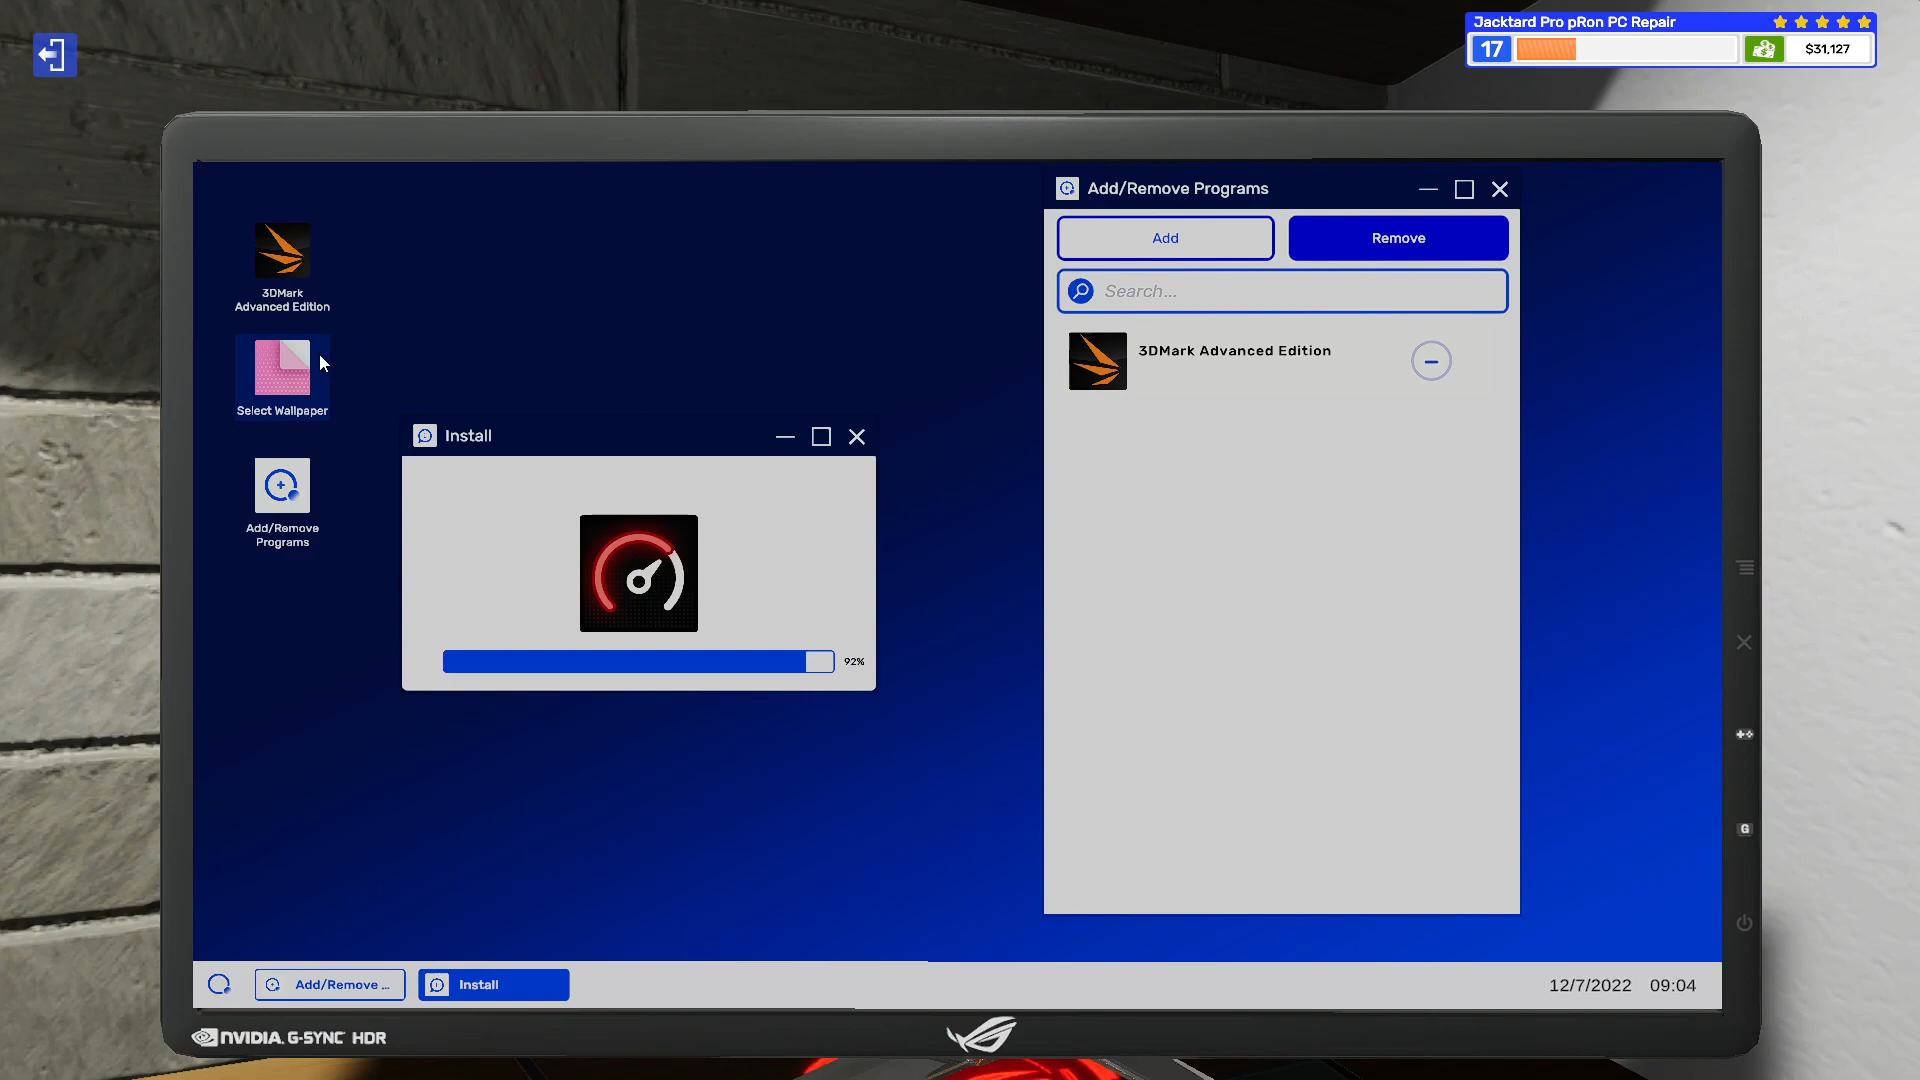 Jacktard Pro pRon PC Repair
17
$31,127
3DMark
Advanced Edition
Select Wallpaper
Add/Remove
Programs
Install
92%
Add/Remove Programs
Add
Remove
Search...
3DMark Advanced Edition
Add/Remove ...
Install
12/7/2022
09:04
NVIDIA. G-SYNC HDR
G